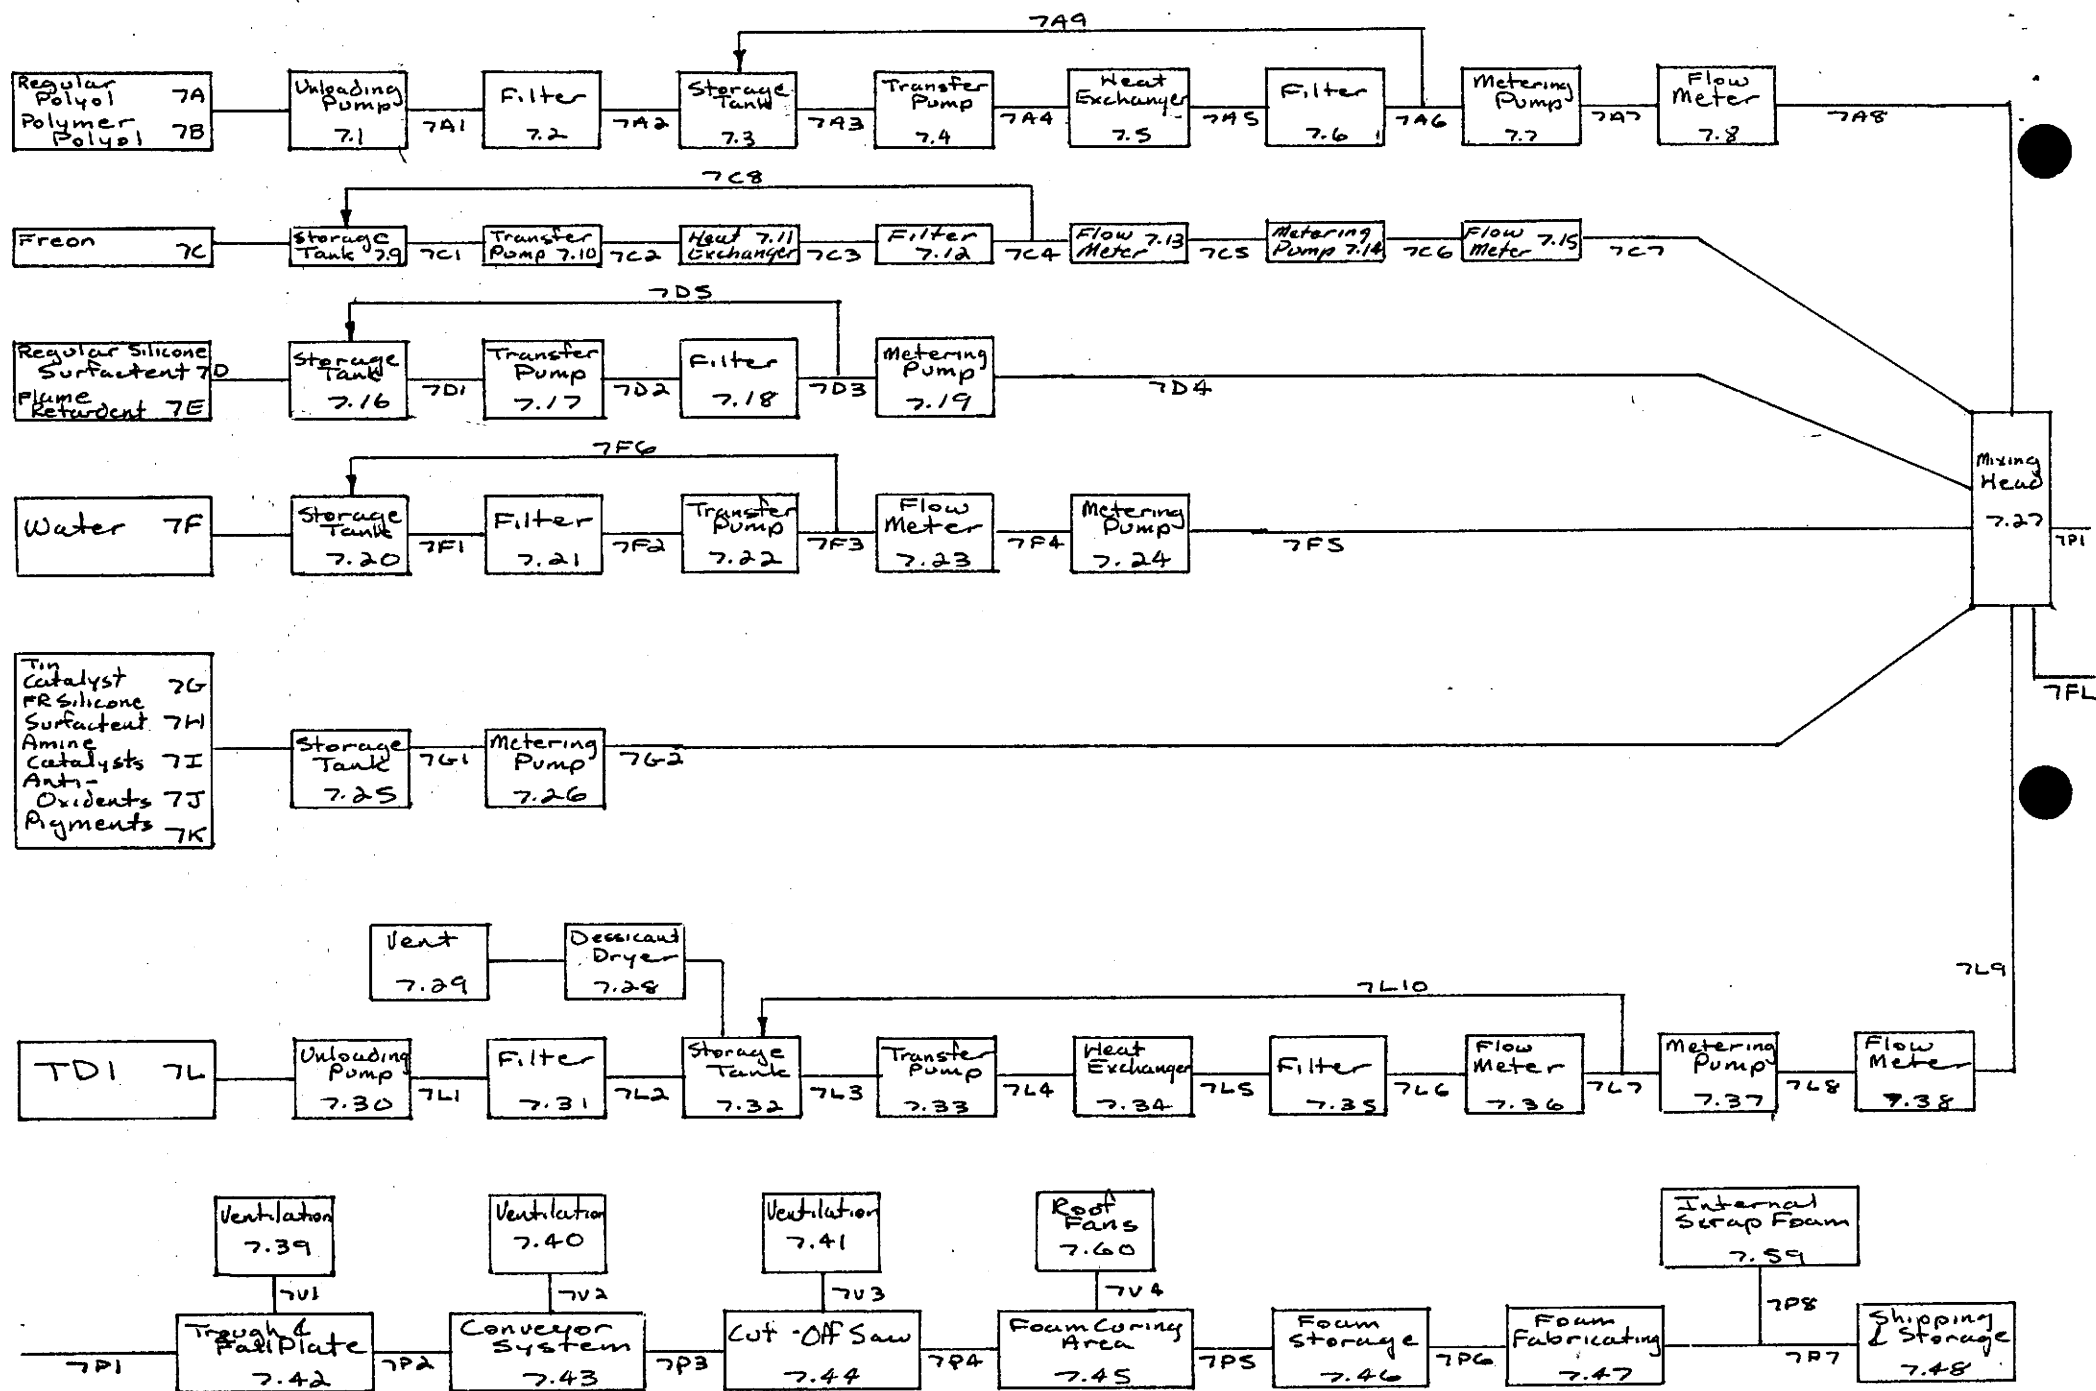 7A9
Regular
Polyol 7A
Polymer
Polyol 7B
Unloading
Pump
7.1
7A1
Filter
7.2
7A2
Storage
Tank
7.3
7A3
Transfer
Pump
7.4
7A4
Heat
Exchanger
7.5
7A5
Filter
7.6
7A6
Metering
Pump
7.7
7A7
Flow
Meter
7.8
7A8
7C8
Freon 7C
Storage
Tank 7.9
7C1
Transfer
Pump 7.10
7C2
Heat 7.11
Exchanger
7C3
Filter
7.12
7C4
Flow 7.13
Meter
7C5
Metering
Pump 7.14
7C6
Flow 7.15
Meter
7C7
7D5
Regular Silicone
Surfactent 7D
Flame
Retardent 7E
Storage
Tank
7.16
7D1
Transfer
Pump
7.17
7D2
Filter
7.18
7D3
Metering
Pump
7.19
7D4
7F6
Water 7F
Storage
Tank
7.20
7F1
Filter
7.21
7F2
Transfer
Pump
7.22
7F3
Flow
Meter
7.23
7F4
Metering
Pump
7.24
7F5
Mixing
Head
7.27
7P1
7FL
Tin
Catalyst 7G
FR Silicone
Surfactent 7H
Amine
Catalysts 7I
Anti-
Oxidents 7J
Pigments 7K
Storage
Tank
7.25
7G1
Metering
Pump
7.26
7G2
Vent
7.29
Dessicant
Dryer
7.28
7L10
7L9
TDI 7L
Unloading
Pump
7.30
7L1
Filter
7.31
7L2
Storage
Tank
7.32
7L3
Transfer
Pump
7.33
7L4
Heat
Exchanger
7.34
7L5
Filter
7.35
7L6
Flow
Meter
7.36
7L7
Metering
Pump
7.37
7L8
Flow
Meter
7.38
Ventilation
7.39
7V1
Ventilation
7.40
7V2
Ventilation
7.41
7V3
Roof
Fans
7.60
7V4
Internal
Scrap Foam
7.59
7P8
7P1
Trough &
Fall Plate
7.42
7P2
Conveyor
System
7.43
7P3
Cut-Off Saw
7.44
7P4
Foam Curing
Area
7.45
7P5
Foam
Storage
7.46
7P6
Foam
Fabricating
7.47
7P7
Shipping
& Storage
7.48